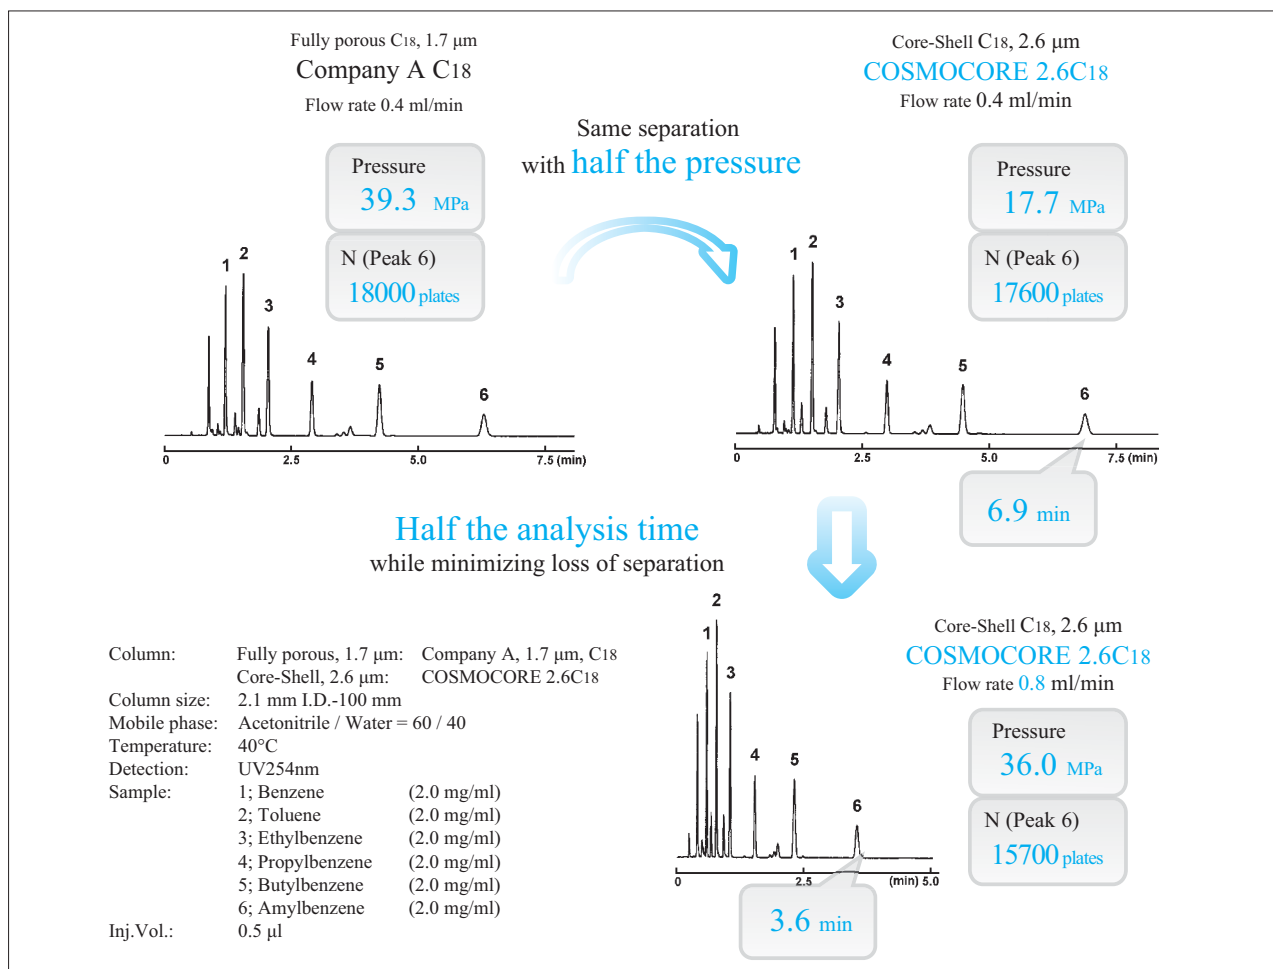 Fully porous C18, 1.7 μm
Company A C18
Flow rate 0.4 ml/min
Pressure
39.3 MPa
N (Peak 6)
18000 plates
1
2
3
4
5
6
0
2.5
5.0
7.5 (min)
Same separation
with half the pressure
Core-Shell C18, 2.6 μm
COSMOCORE 2.6C18
Flow rate 0.4 ml/min
Pressure
17.7 MPa
N (Peak 6)
17600 plates
1
2
3
4
5
6
0
2.5
5.0
7.5 (min)
6.9 min
Half the analysis time
while minimizing loss of separation
Core-Shell C18, 2.6 μm
COSMOCORE 2.6C18
Flow rate 0.8 ml/min
Pressure
36.0 MPa
N (Peak 6)
15700 plates
1
2
3
4
5
6
0
2.5
(min) 5.0
3.6 min
Column: Fully porous, 1.7 μm: Company A, 1.7 μm, C18
Core-Shell, 2.6 μm: COSMOCORE 2.6C18
Column size: 2.1 mm I.D.-100 mm
Mobile phase: Acetonitrile / Water = 60 / 40
Temperature: 40°C
Detection: UV254nm
Sample: 1; Benzene (2.0 mg/ml)
2; Toluene (2.0 mg/ml)
3; Ethylbenzene (2.0 mg/ml)
4; Propylbenzene (2.0 mg/ml)
5; Butylbenzene (2.0 mg/ml)
6; Amylbenzene (2.0 mg/ml)
Inj.Vol.: 0.5 μl